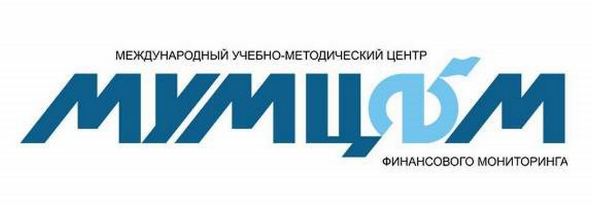 МЕЖДУНАРОДНЫЙ УЧЕБНО-МЕТОДИЧЕСКИЙ ЦЕНТР
МУМЦФМ
ФИНАНСОВОГО МОНИТОРИНГА